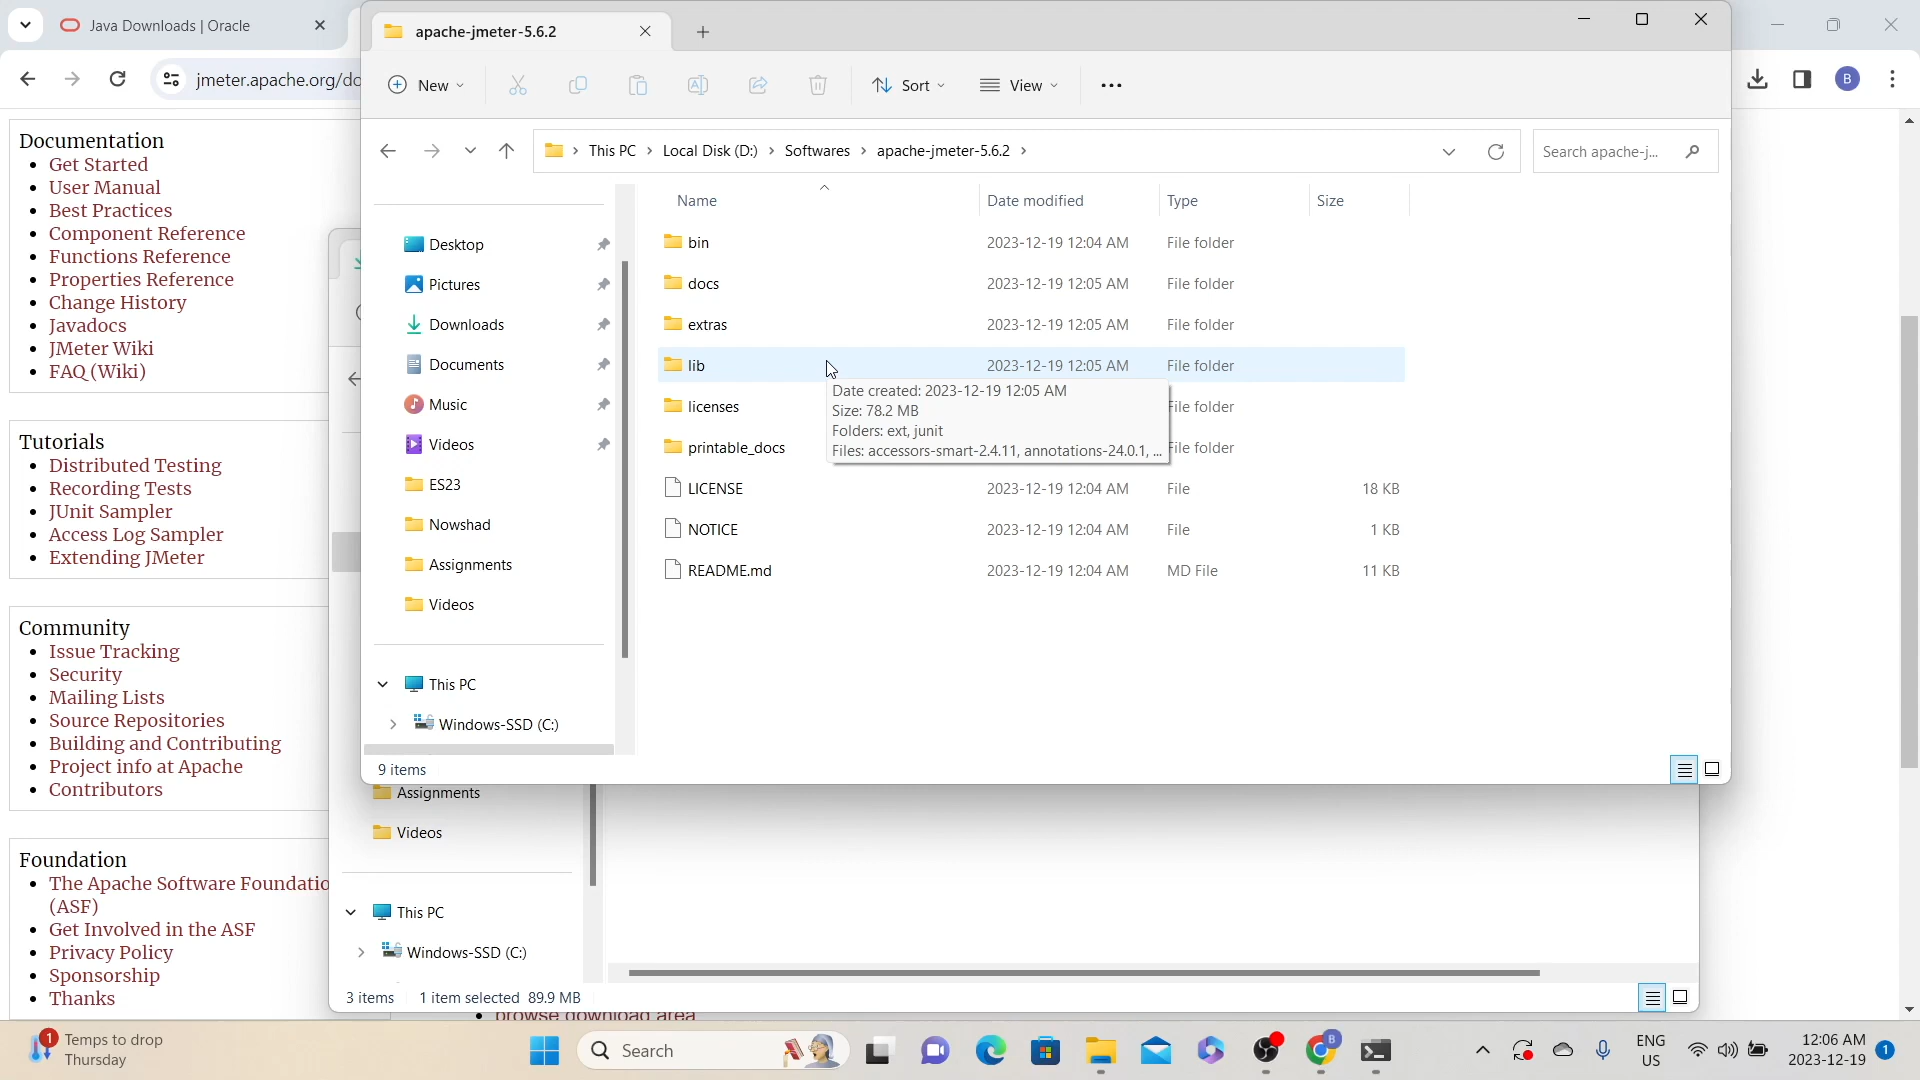 Java Downloads | Oracle
jmeter.apache.org/do
B
Documentation
Get Started
User Manual
Best Practices
Component Reference
Functions Reference
Properties Reference
Change History
Javadocs
JMeter Wiki
FAQ (Wiki)
Tutorials
Distributed Testing
Recording Tests
JUnit Sampler
Access Log Sampler
Extending JMeter
Community
Issue Tracking
Security
Mailing Lists
Source Repositories
Building and Contributing
Project info at Apache
Contributors
Foundation
The Apache Software Foundatio
(ASF)
Get Involved in the ASF
Privacy Policy
Sponsorship
Thanks
apache-jmeter-5.6.2
New
Sort
View
This PC
Local Disk (D:)
Softwares
apache-jmeter-5.6.2
Search apache-j...
Desktop
Pictures
Downloads
Documents
Music
Videos
ES23
Nowshad
Assignments
Videos
This PC
Windows-SSD (C:)
Name Date modified Type Size
bin 2023-12-19 12:04 AM File folder
docs 2023-12-19 12:05 AM File folder
extras 2023-12-19 12:05 AM File folder
lib 2023-12-19 12:05 AM File folder
licenses File folder
printable_docs File folder
LICENSE 2023-12-19 12:04 AM File 18 KB
NOTICE 2023-12-19 12:04 AM File 1 KB
README.md 2023-12-19 12:04 AM MD File 11 KB
Date created: 2023-12-19 12:05 AM
Size: 78.2 MB
Folders: ext, junit
Files: accessors-smart-2.4.11, annotations-24.0.1, ...
9 items
Assignments
Videos
This PC
Windows-SSD (C:)
3 items 1 item selected 89.9 MB
browse download area
1
Temps to drop
Thursday
Search
B
ENG
US
12:06 AM
2023-12-19
1